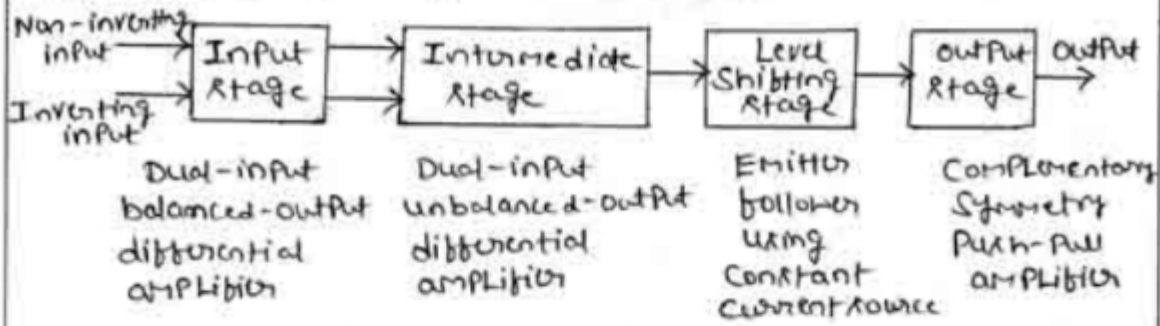 Non-inverting
input
Inverting
input
Input
stage
Intermediate
stage
Level
Shifting
stage
output
stage
output
Dual-input
balanced-output
differential
amplifier
Dual-input
unbalanced-output
differential
amplifier
Emitter
follower
using
constant
current source
Complementary
Symmetry
Push-Pull
amplifier